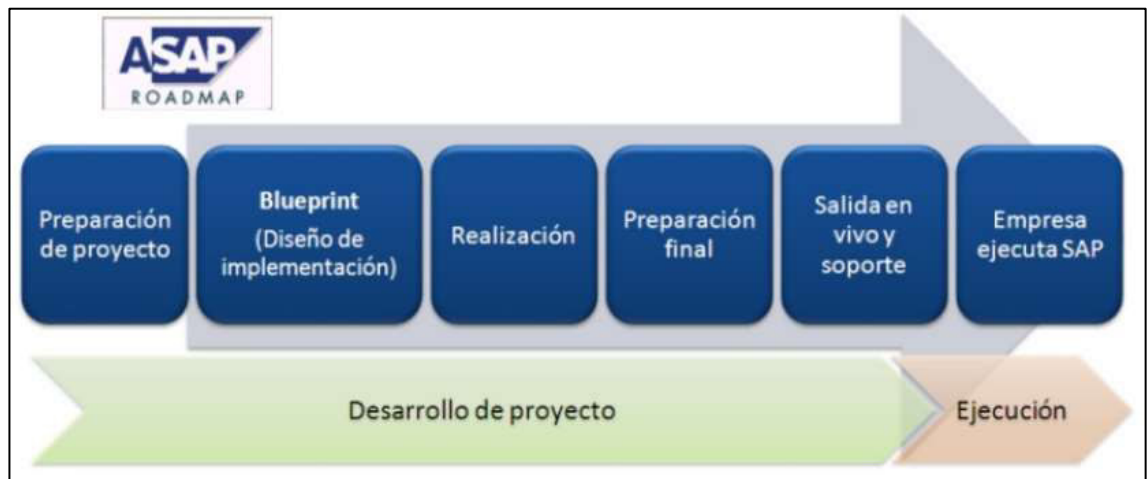 ASAP
ROADMAP
Preparación
de proyecto
Blueprint
(Diseño de
implementación)
Realización
Preparación
final
Salida en
vivo y
soporte
Empresa
ejecuta SAP
Desarrollo de proyecto
Ejecución